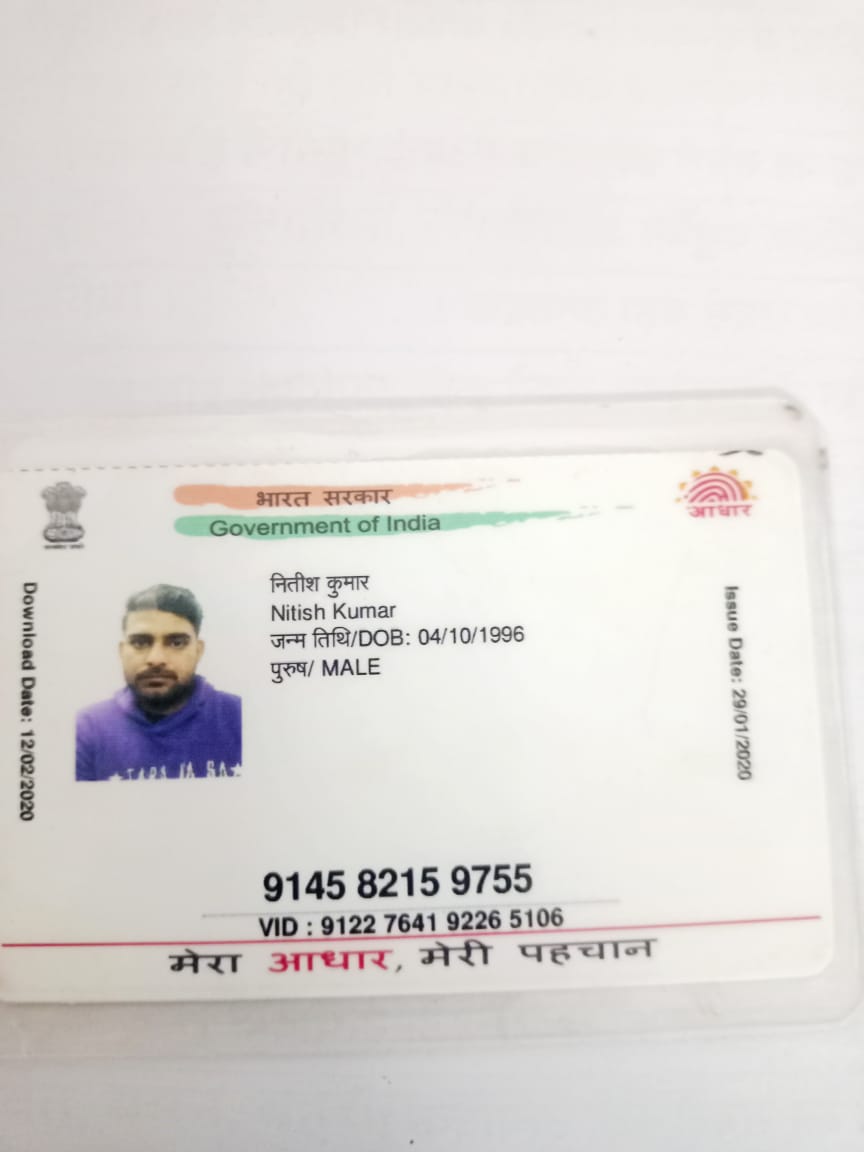 भारत सरकार
Government of India
आधार
नितीश कुमार
Nitish Kumar
जन्म तिथि/DOB: 04/10/1996
पुरुष/ MALE
Download Date: 12/02/2020
Issue Date: 29/01/2020
9145 8215 9755
VID : 9122 7641 9226 5106
मेरा आधार, मेरी पहचान